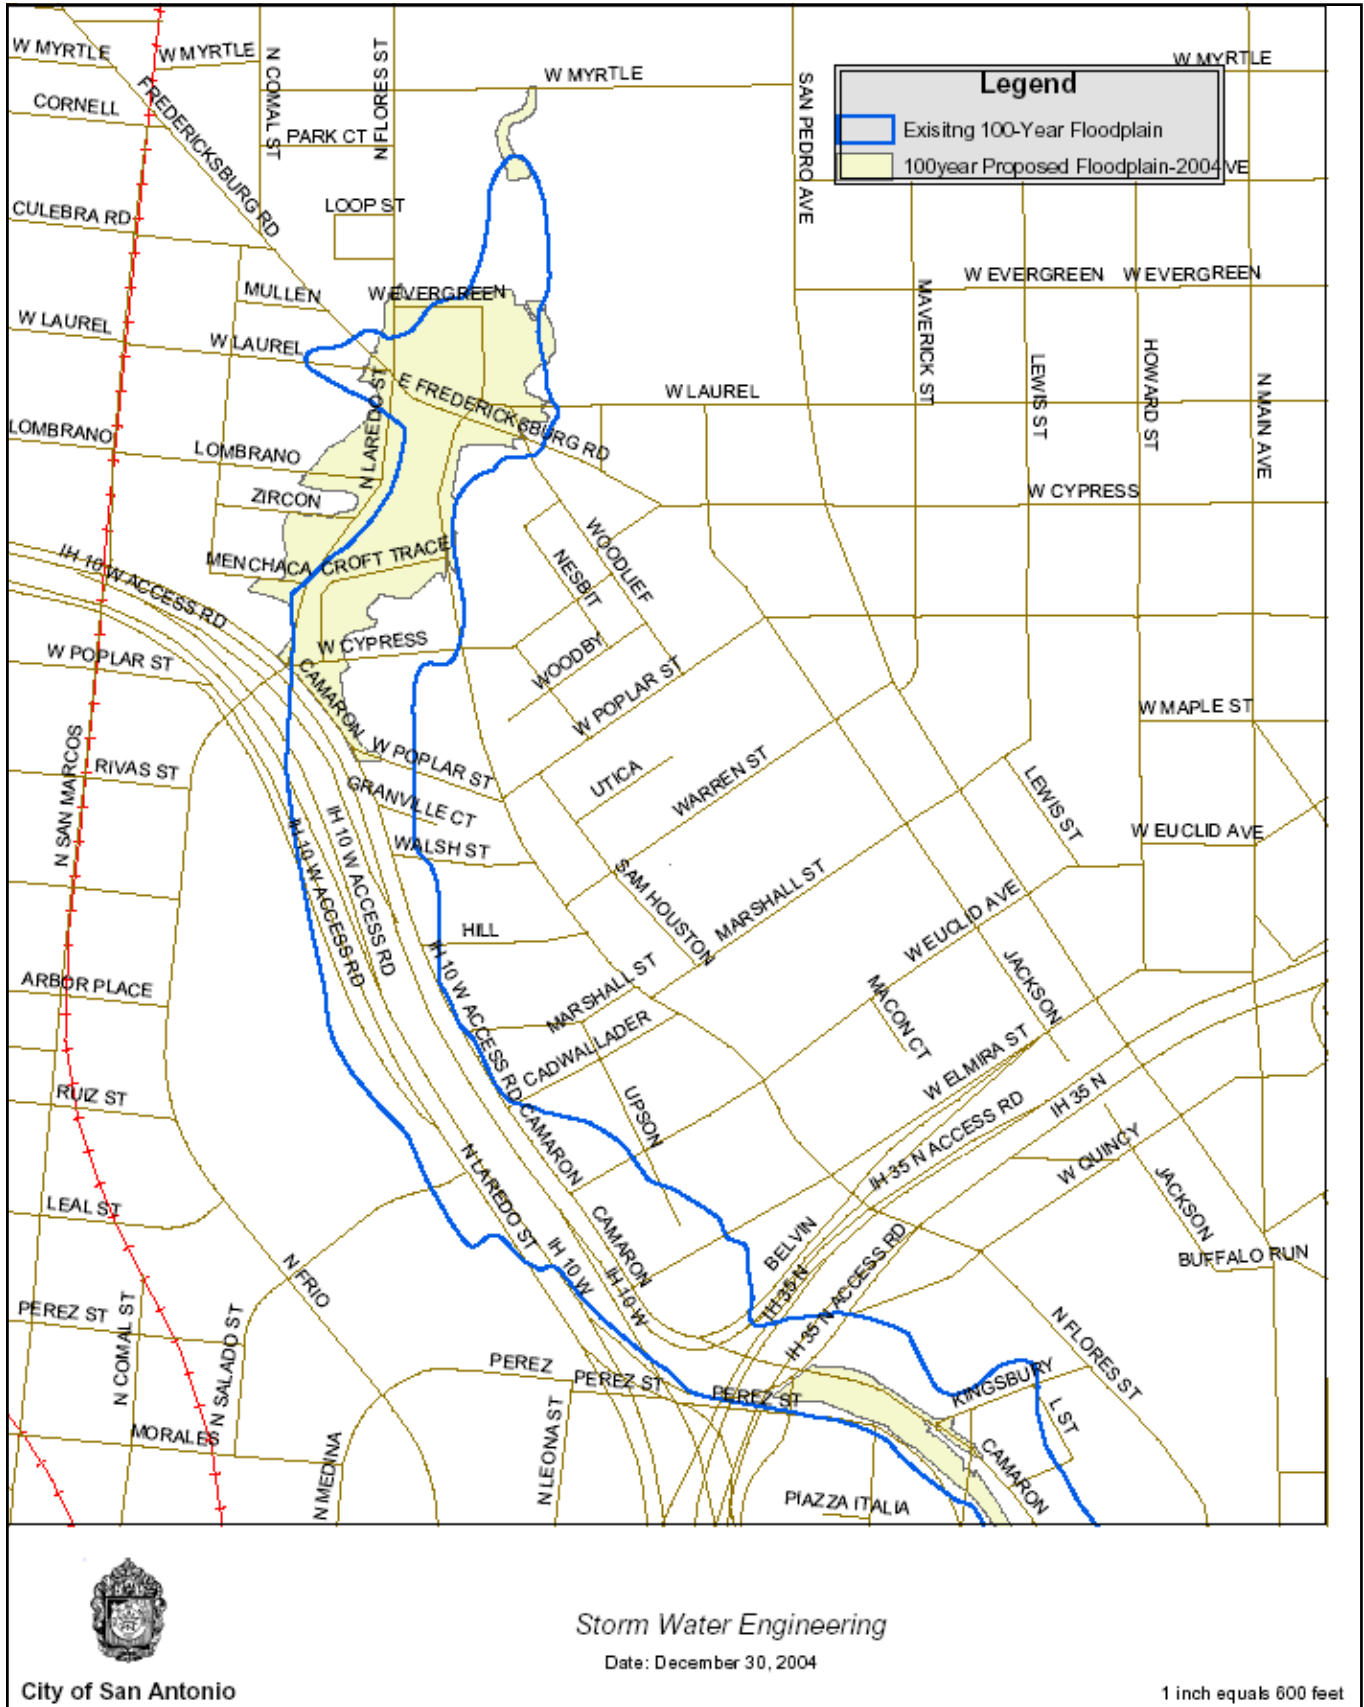 W MYRTLE
W MYRTLE
N COMAL ST
N FLORES ST
W MYRTLE
SAN PEDRO AVE
W MYRTLE
Legend
Exisitng 100-Year Floodplain
100year Proposed Floodplain-2004
VE
CORNELL
FREDERICKSBURG RD
PARK CT
CULEBRA RD
LOOP ST
MULLEN
W EVERGREEN
W EVERGREEN
W EVERGREEN
MAVERICK ST
W LAUREL
W LAUREL
N LAREDO ST
E FREDERICKSBURG RD
W LAUREL
LEWIS ST
HOWARD ST
N MAIN AVE
LOMBRANO
LOMBRANO
ZIRCON
W CYPRESS
IH 10 W ACCESS RD
MENCHACA
CROFT TRACE
NESBIT
WOODLIEF
W POPLAR ST
W CYPRESS
WOODBY
W POPLAR ST
CAMARON
W MAPLE ST
N SAN MARCOS
RIVAS ST
W POPLAR ST
GRANVILLE CT
UTICA
WARREN ST
LEWIS ST
W EUCLID AVE
IH 10 W ACCESS RD
IH 10 W ACCESS RD
WALSH ST
SAM HOUSTON
MARSHALL ST
W EUCLID AVE
HILL
IH 10 W ACCESS RD
MARSHALL ST
MACON CT
JACKSON
ARBOR PLACE
CADWALLADER
W ELMIRA ST
RUIZ ST
UPSON
IH 35 N ACCESS RD
IH 35 N
W QUINCY
CAMARON
N LAREDO ST
JACKSON
LEAL ST
CAMARON
BELVIN
BUFFALO RUN
N FRIO
IH 10 W
IH 10 W
IH 35 N
IH 35 N ACCESS RD
N FLORES ST
PEREZ ST
N COMAL ST
N SALADO ST
PEREZ
PEREZ ST
PEREZ ST
KINGSBURY
L ST
MORALES
N MEDINA
N LEONA ST
CAMARON
PIAZZA ITALIA
Storm Water Engineering
Date: December 30, 2004
City of San Antonio
1 inch equals 600 feet